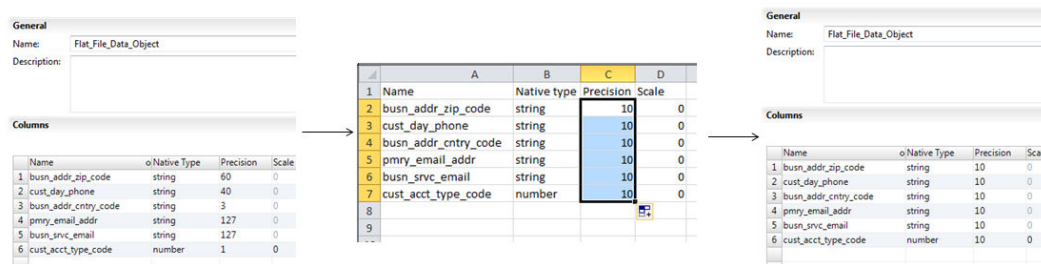 General
Name: Flat_File_Data_Object
Description:
Columns
Name Native Type Precision Scale
1 busn_addr_zip_code string 60 0
2 cust_day_phone string 40 0
3 busn_addr_cntry_code string 3 0
4 pmry_email_addr string 127 0
5 busn_srvc_email string 127 0
6 cust_acct_type_code number 1 0
A B C D
1 Name Native type Precision Scale
2 busn_addr_zip_code string 10 0
3 cust_day_phone string 10 0
4 busn_addr_cntry_code string 10 0
5 pmry_email_addr string 10 0
6 busn_srvc_email string 10 0
7 cust_acct_type_code number 10 0
8
9
General
Name: Flat_File_Data_Object
Description:
Columns
Name Native Type Precision Sca
1 busn_addr_zip_code string 10 0
2 cust_day_phone string 10 0
3 busn_addr_cntry_code string 10 0
4 pmry_email_addr string 10 0
5 busn_srvc_email string 10 0
6 cust_acct_type_code number 10 0